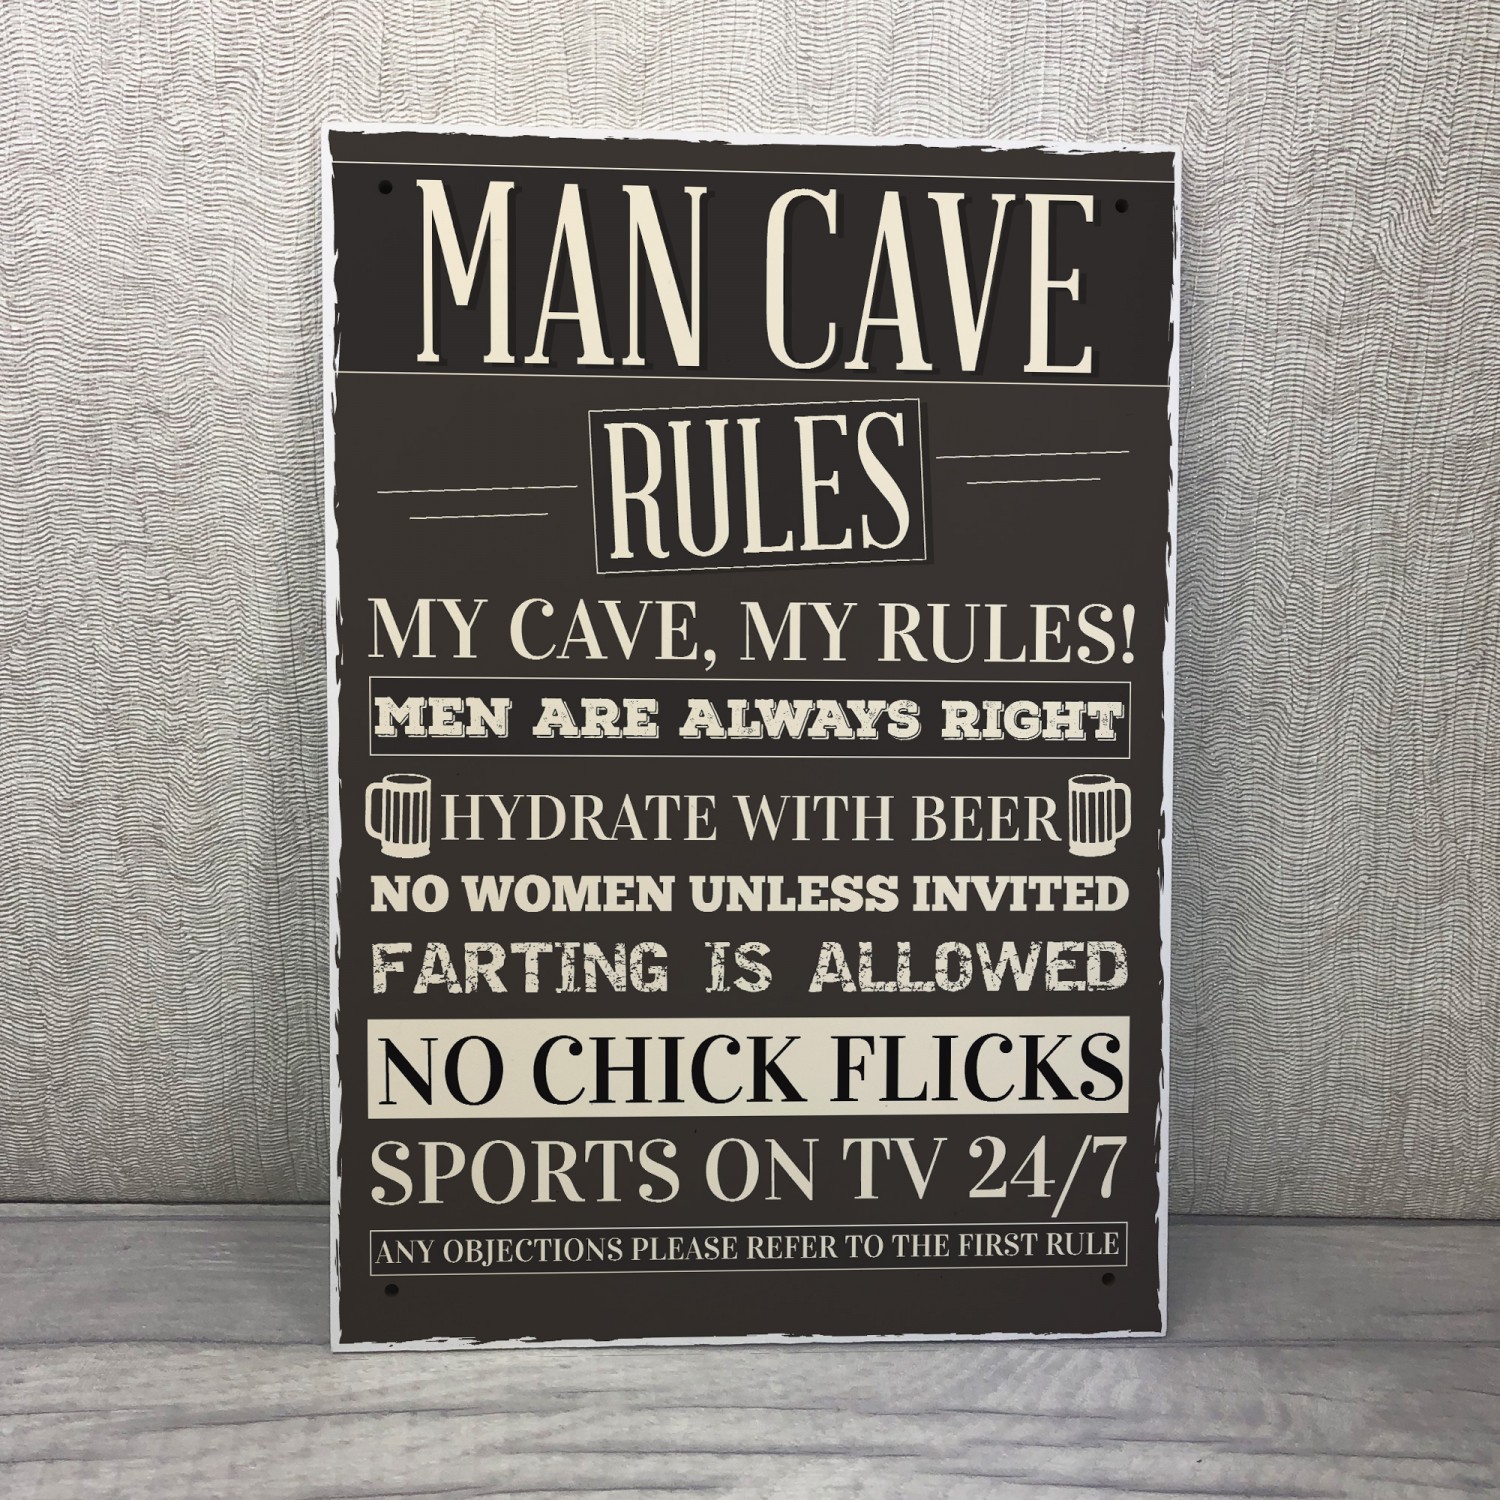 MAN CAVE
RULES
MY CAVE, MY RULES!
MEN ARE ALWAYS RIGHT
HYDRATE WITH BEER
NO WOMEN UNLESS INVITED
FARTING IS ALLOWED
NO CHICK FLICKS
SPORTS ON TV 24/7
ANY OBJECTIONS PLEASE REFER TO THE FIRST RULE